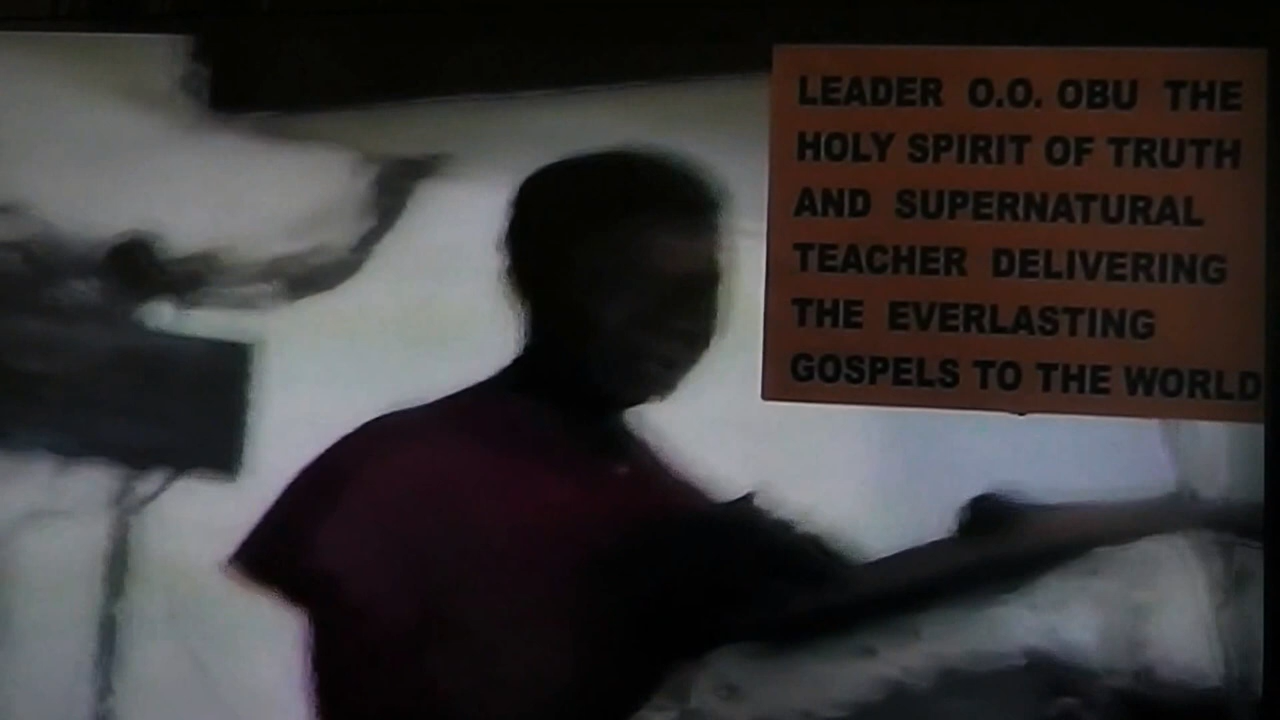 LEADER O.O. OBU THE
HOLY SPIRIT OF TRUTH
AND SUPERNATURAL
TEACHER DELIVERING
THE EVERLASTING
GOSPELS TO THE WORLD